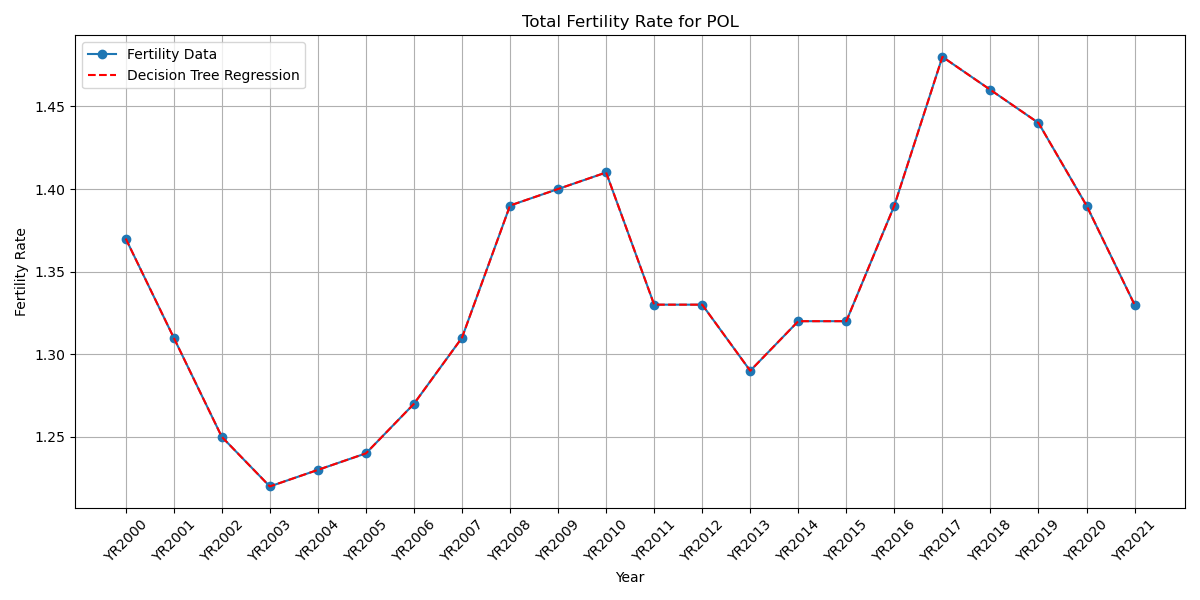 Total Fertility Rate for POL
Fertility Data
Decision Tree Regression
Fertility Rate
1.45
1.40
1.35
1.30
1.25
YR2000
YR2001
YR2002
YR2003
YR2004
YR2005
YR2006
YR2007
YR2008
YR2009
YR2010
YR2011
YR2012
YR2013
YR2014
YR2015
YR2016
YR2017
YR2018
YR2019
YR2020
YR2021
Year